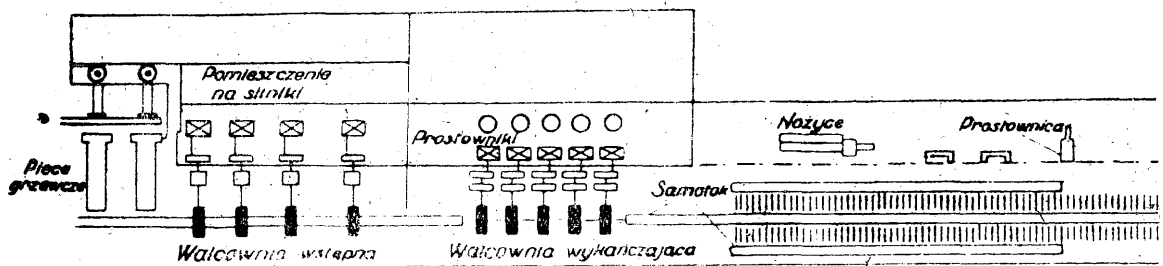 Pomieszczenie
na silniki
Prostowniki
Nożyce
Prostownica
Piece
grzewcze
Samotok
Walcownia wstępna
Walcownia wykańczająca